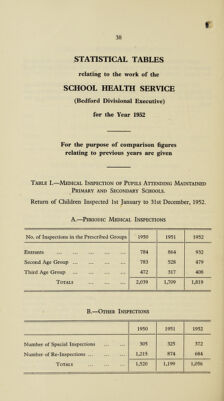 38
STATISTICAL TABLES
relating to the work of the
SCHOOL HEALTH SERVICE
(Bedford Divisional Executive)
for the Year 1952
For the purpose of comparison figures
relating to previous years are given
TABLE I.—MEDICAL INSPECTION OF PUPILS ATTENDING MAINTAINED
PRIMARY AND SECONDARY SCHOOLS.
Return of Children Inspected 1st January to 31st December, 1952.
A.—PERIODIC MEDICAL INSPECTIONS
No. of Inspections in the Prescribed Groups 1950 1951 1952
Entrants ... ... ... ... ... 784 864 932
Second Age Group ... ... ... ... 783 528 479
Third Age Group ... ... ... ... 472 317 408
TOTALS ... ... 2,039 1,709 1,819
B.—OTHER INSPECTIONS
1950 1951 1952
Number of Special Inspections ... ... 305 325 372
Number of Re-Inspections ... ... ... 1,215 874 684
TOTALS ... ... 1,520 1,199 1,056